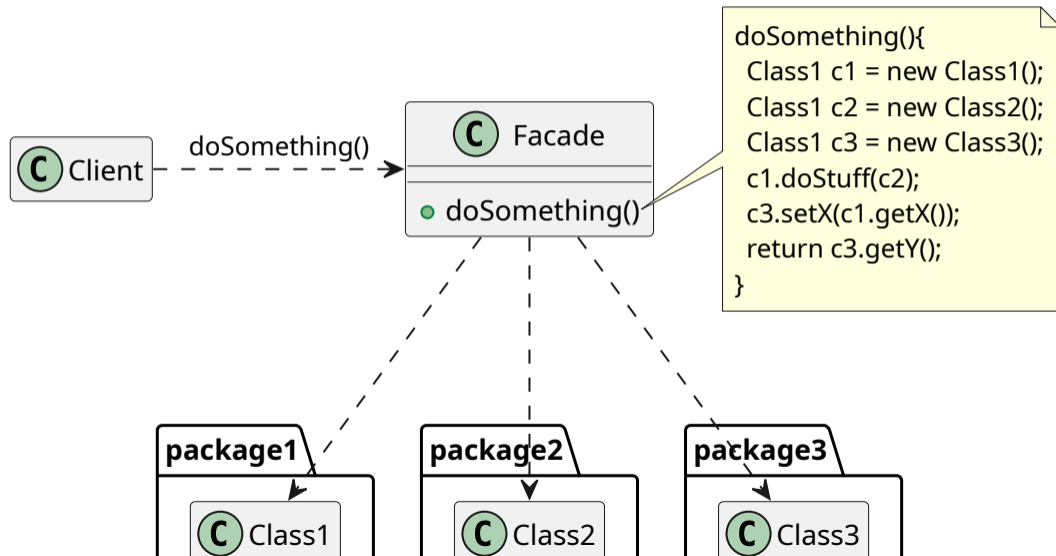 doSomething(){
Class1 c1 = new Class1();
Class1 c2 = new Class2();
Class1 c3 = new Class3();
c1.doStuff(c2);
c3.setX(c1.getX());
return c3.getY();
}
C Client
doSomething()
C Facade
doSomething()
package1
package2
package3
C Class1
C Class2
C Class3